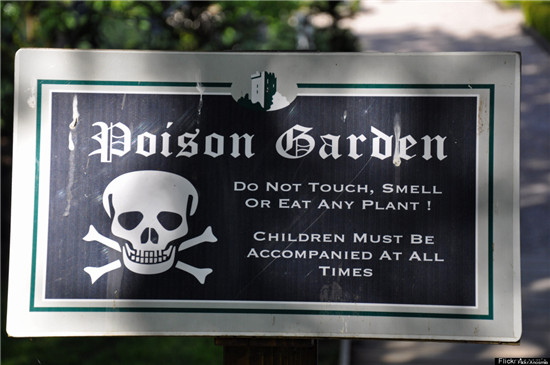 Poison Garden
Do Not Touch, Smell
or Eat Any Plant !
Children Must Be
Accompanied At All
Times